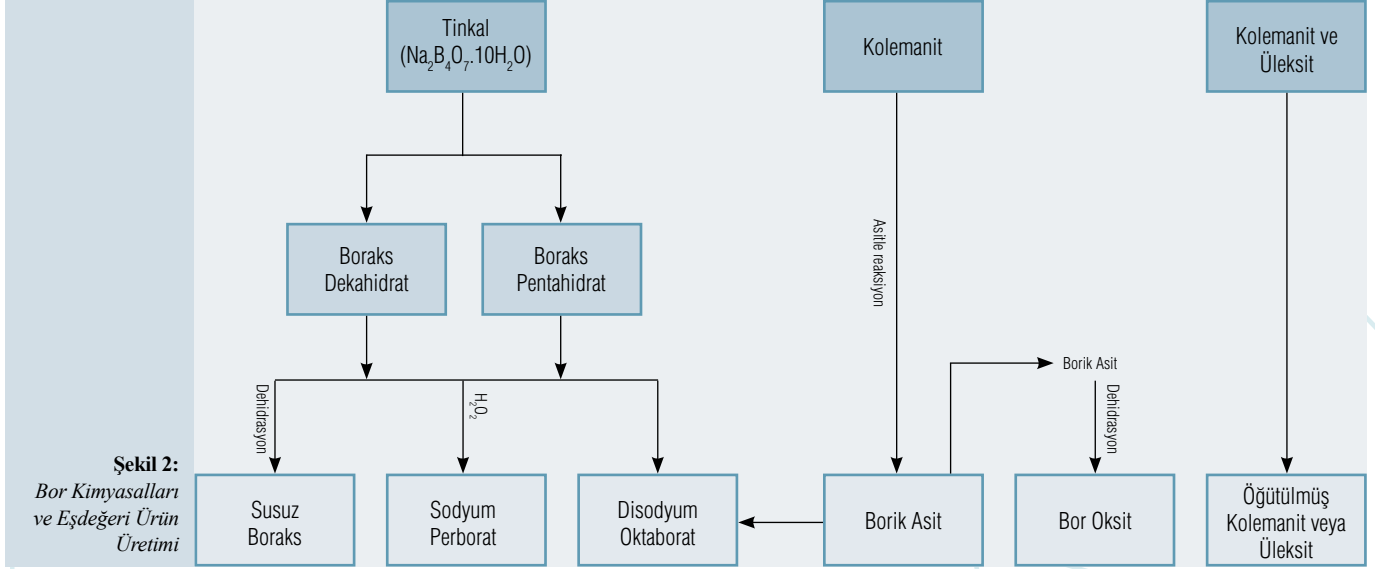 Tinkal
(Na₂B₄O₇.10H₂O)
Kolemanit
Kolemanit ve
Üleksit
Boraks
Dekahidrat
Boraks
Pentahidrat
Asitle reaksiyon
Borik Asit
Dehidrasyon
H₂O₂
Dehidrasyon
Şekil 2:
Bor Kimyasalları
ve Eşdeğeri Ürün
Üretimi
Susuz
Boraks
Sodyum
Perborat
Disodyum
Oktaborat
Borik Asit
Bor Oksit
Öğütülmüş
Kolemanit veya
Üleksit